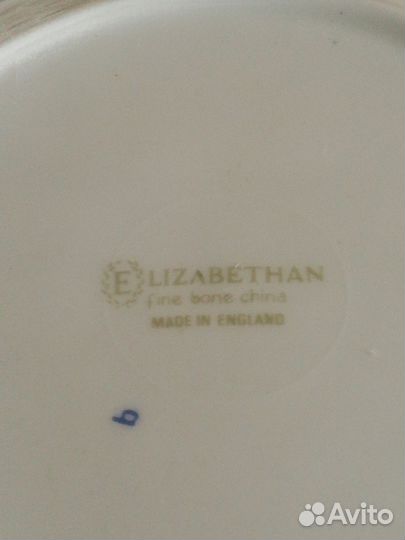 ELIZABETHAN
fine bone china
MADE IN ENGLAND
b
Avito